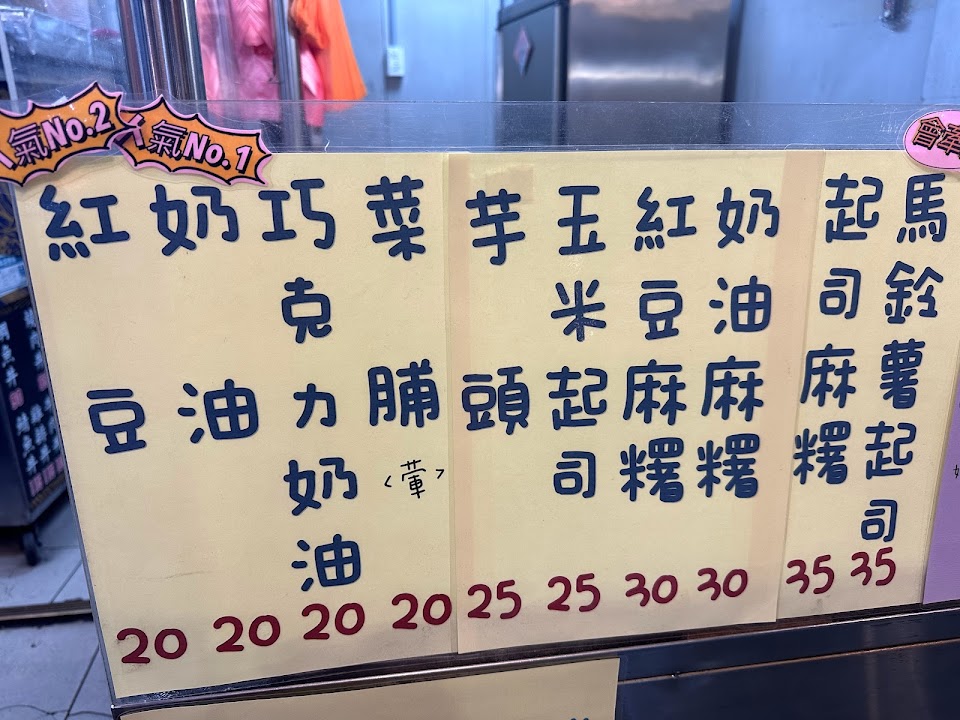 氣No.2
人氣No.1
紅豆 20
奶油 20
巧克力奶油 20
菜脯<葷> 20
芋頭 25
玉米起司 25
紅豆麻糬 30
奶油麻糬 30
起司麻糬 35
馬鈴薯起司 35
會牽